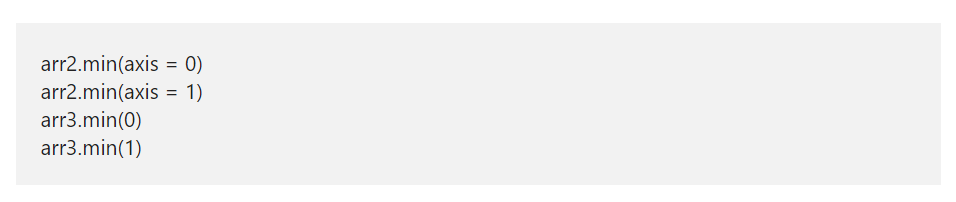 arr2.min(axis = 0)
arr2.min(axis = 1)
arr3.min(0)
arr3.min(1)